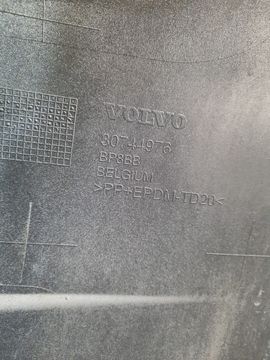 VOLVO
30744976
BP8BB
BELGIUM
>PP+EPDM-TD20<